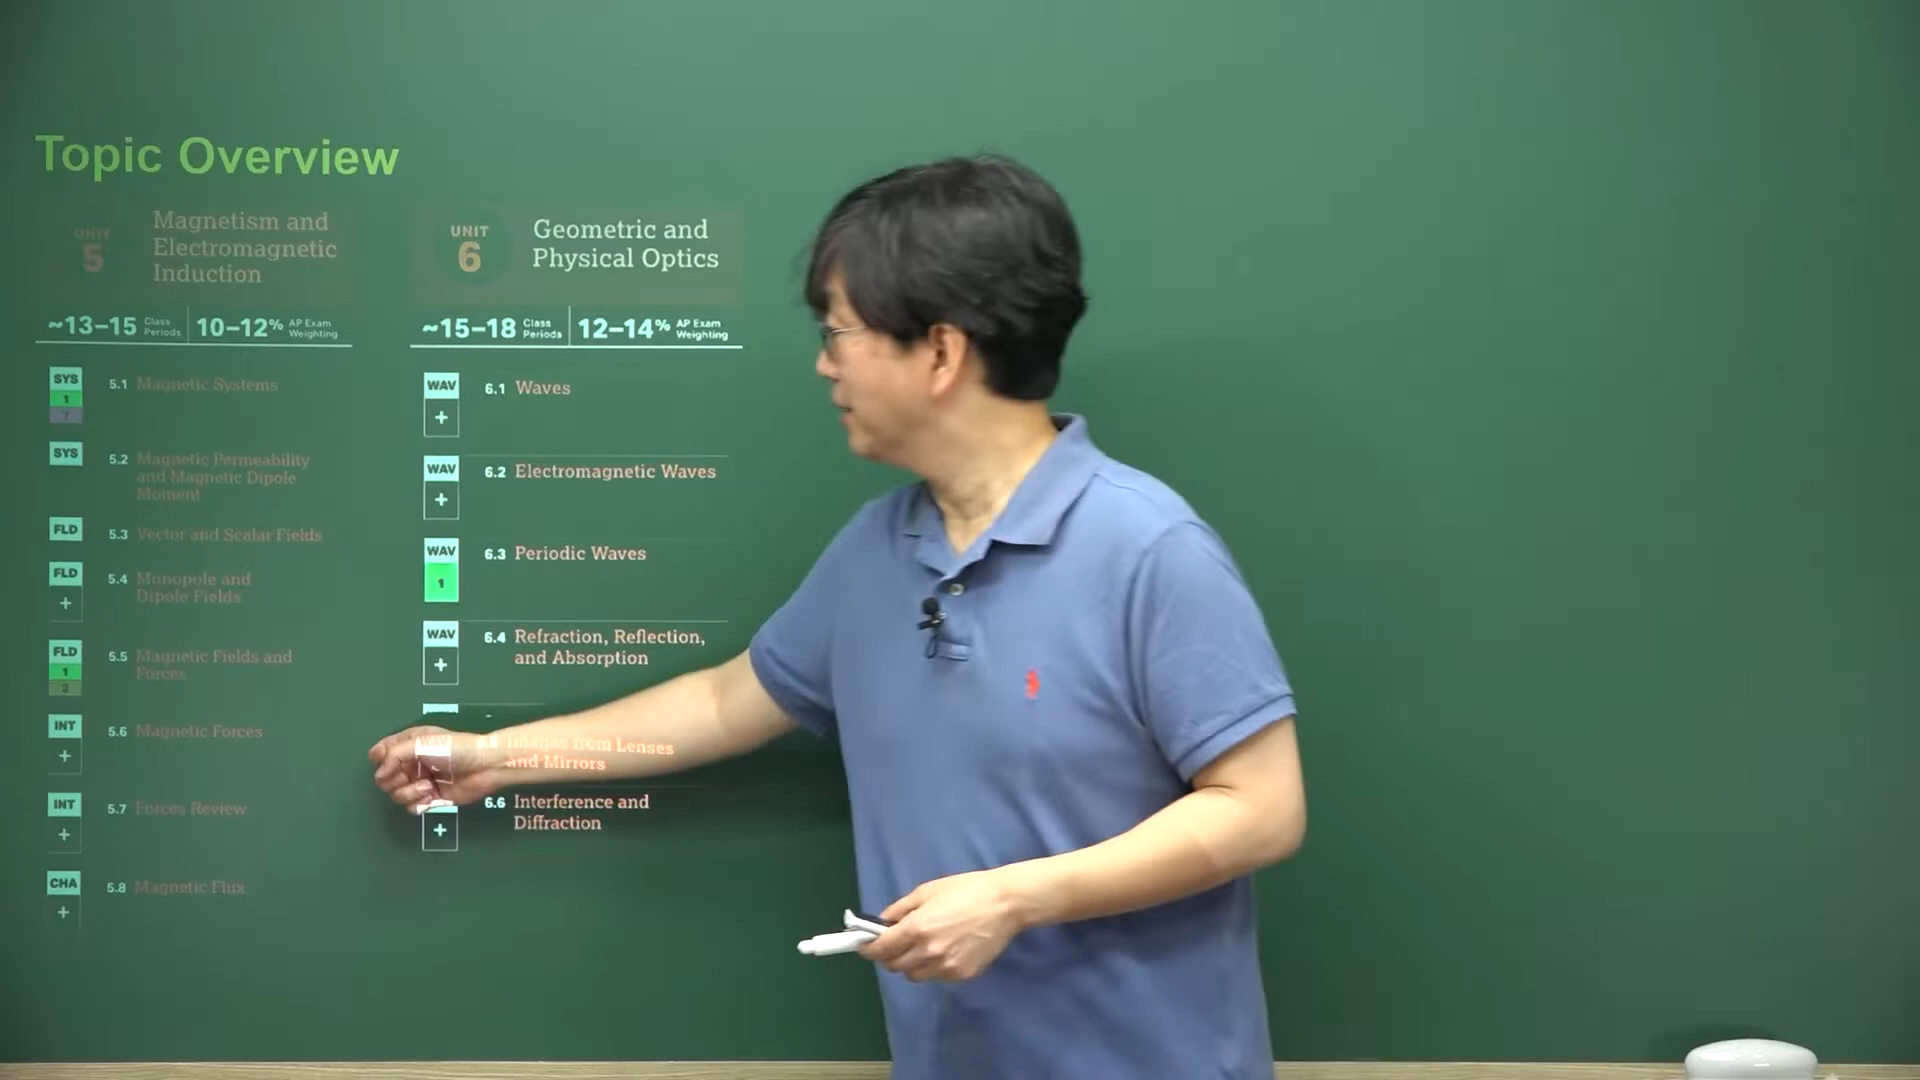 Topic Overview
UNIT
5
Magnetism and
Electromagnetic
Induction
~13–15 Class
Periods
10–12% AP Exam
Weighting
SYS
1
5.1 Magnetic Systems
SYS
5.2 Magnetic Permeability
and Magnetic Dipole
Moment
FLD
5.3 Vector and Scalar Fields
FLD
+
5.4 Monopole and
Dipole Fields
FLD
1
2
5.5 Magnetic Fields and
Forces
INT
+
5.6 Magnetic Forces
INT
+
5.7 Forces Review
CHA
+
5.8 Magnetic Flux
UNIT
6
Geometric and
Physical Optics
~15–18 Class
Periods
12–14% AP Exam
Weighting
WAV
+
6.1 Waves
WAV
+
6.2 Electromagnetic Waves
WAV
1
6.3 Periodic Waves
WAV
+
6.4 Refraction, Reflection,
and Absorption
WAV
Images from Lenses
and Mirrors
+
6.6 Interference and
Diffraction